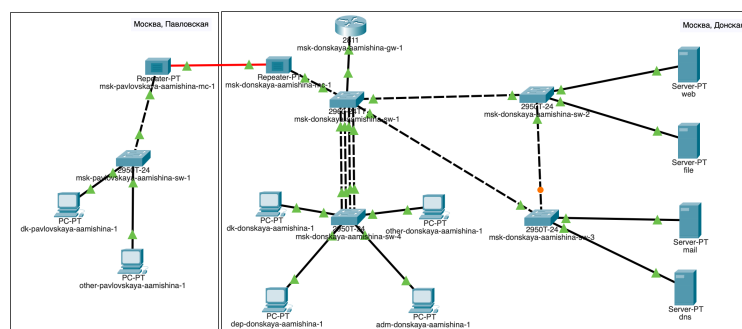 Москва, Павловская
Москва, Донская
2811
msk-donskaya-aamishina-gw-1
Repeater-PT
msk-pavlovskaya-aamishina-mc-1
Repeater-PT
msk-donskaya-aamishina-mc-1
msk-donskaya-aamishina-sw-1
2950T-24
msk-donskaya-aamishina-sw-2
Server-PT
web
Server-PT
file
2950T-24
msk-pavlovskaya-aamishina-sw-1
PC-PT
dk-pavlovskaya-aamishina-1
PC-PT
other-pavlovskaya-aamishina-1
PC-PT
dk-donskaya-aamishina-1
PC-PT
other-donskaya-aamishina-1
2950T-24
msk-donskaya-aamishina-sw-4
2950T-24
msk-donskaya-aamishina-sw-3
Server-PT
mail
Server-PT
dns
PC-PT
dep-donskaya-aamishina-1
PC-PT
adm-donskaya-aamishina-1